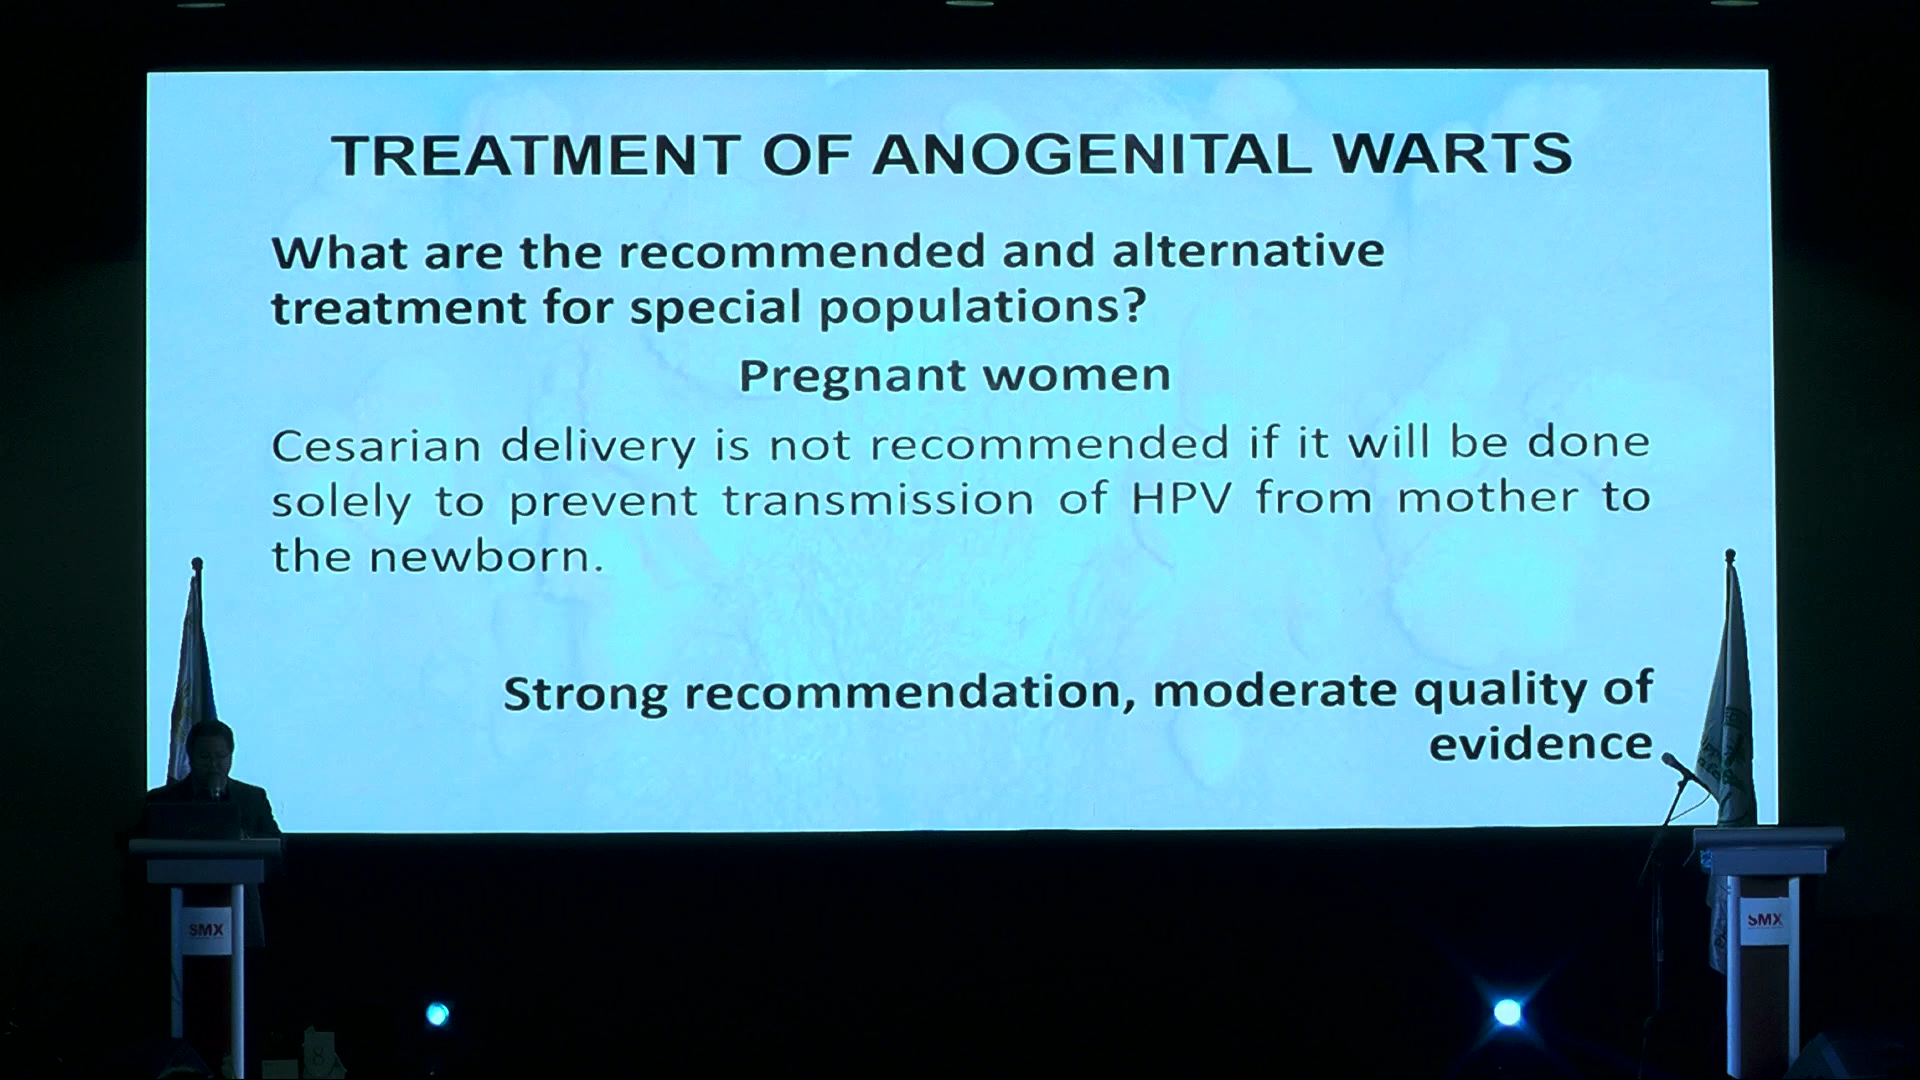 TREATMENT OF ANOGENITAL WARTS
What are the recommended and alternative
treatment for special populations?
Pregnant women
Cesarian delivery is not recommended if it will be done
solely to prevent transmission of HPV from mother to
the newborn.
Strong recommendation, moderate quality of
evidence
SMX
SMX
8